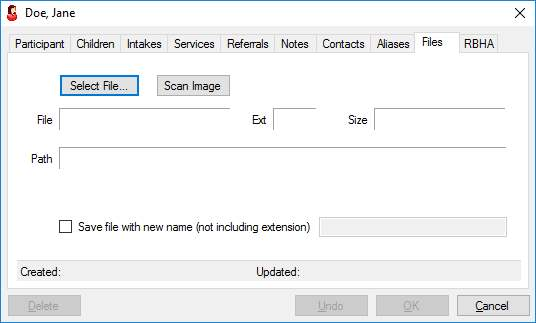 Doe, Jane
Participant Children Intakes Services Referrals Notes Contacts Aliases Files RBHA
Select File... Scan Image
File Ext Size
Path
Save file with new name (not including extension)
Created: Updated:
Delete Undo OK Cancel